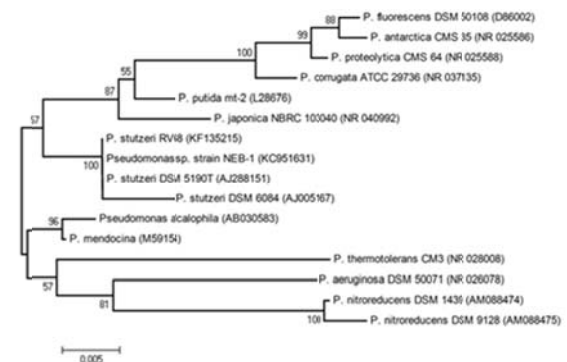 88
P. fluorescens DSM 50108 (D86002)
99
P. antarctica CMS 35 (NR 025586)
100
P. proteolytica CMS 64 (NR 025588)
55
P. corrugata ATCC 29736 (NR 037135)
87
P. putida mt-2 (L28676)
57
P. japonica NBRC 103040 (NR 040992)
P. stutzeri RV68 (KF135215)
Pseudomonas sp. strain NEB-1 (KC951631)
100
P. stutzeri DSM 5190T (AJ288151)
P. stutzeri DSM 6084 (AJ005167)
96
Pseudomonas alcalophila (AB030583)
P. mendocina (M59154)
P. thermotolerans CM3 (NR 028008)
57
P. aeruginosa DSM 50071 (NR 026078)
81
P. nitroreducens DSM 1439 (AM088474)
100
P. nitroreducens DSM 9128 (AM088475)
0.005